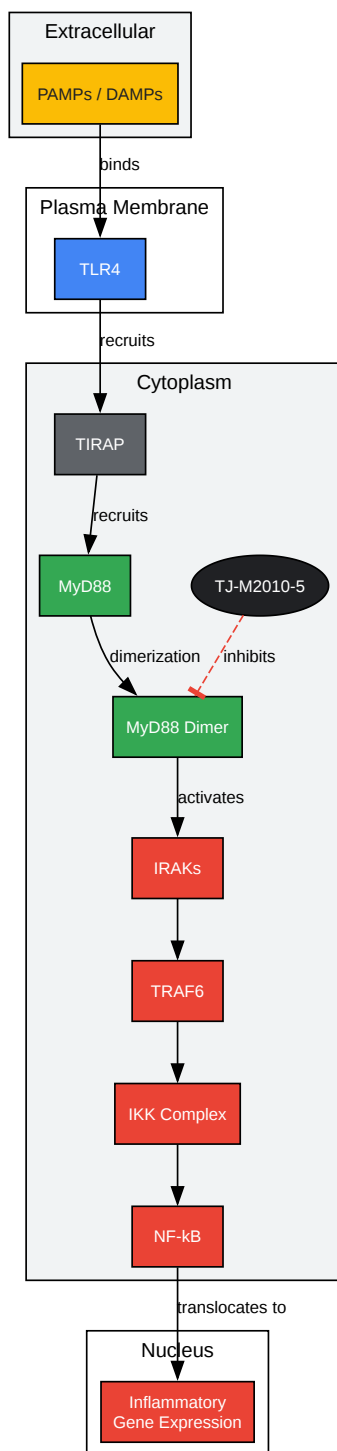 Extracellular
PAMPs / DAMPs
binds
Plasma Membrane
TLR4
recruits
Cytoplasm
TIRAP
recruits
MyD88
TJ-M2010-5
dimerization
inhibits
MyD88 Dimer
activates
IRAKs
TRAF6
IKK Complex
NF-kB
translocates to
Nucleus
Inflammatory
Gene Expression